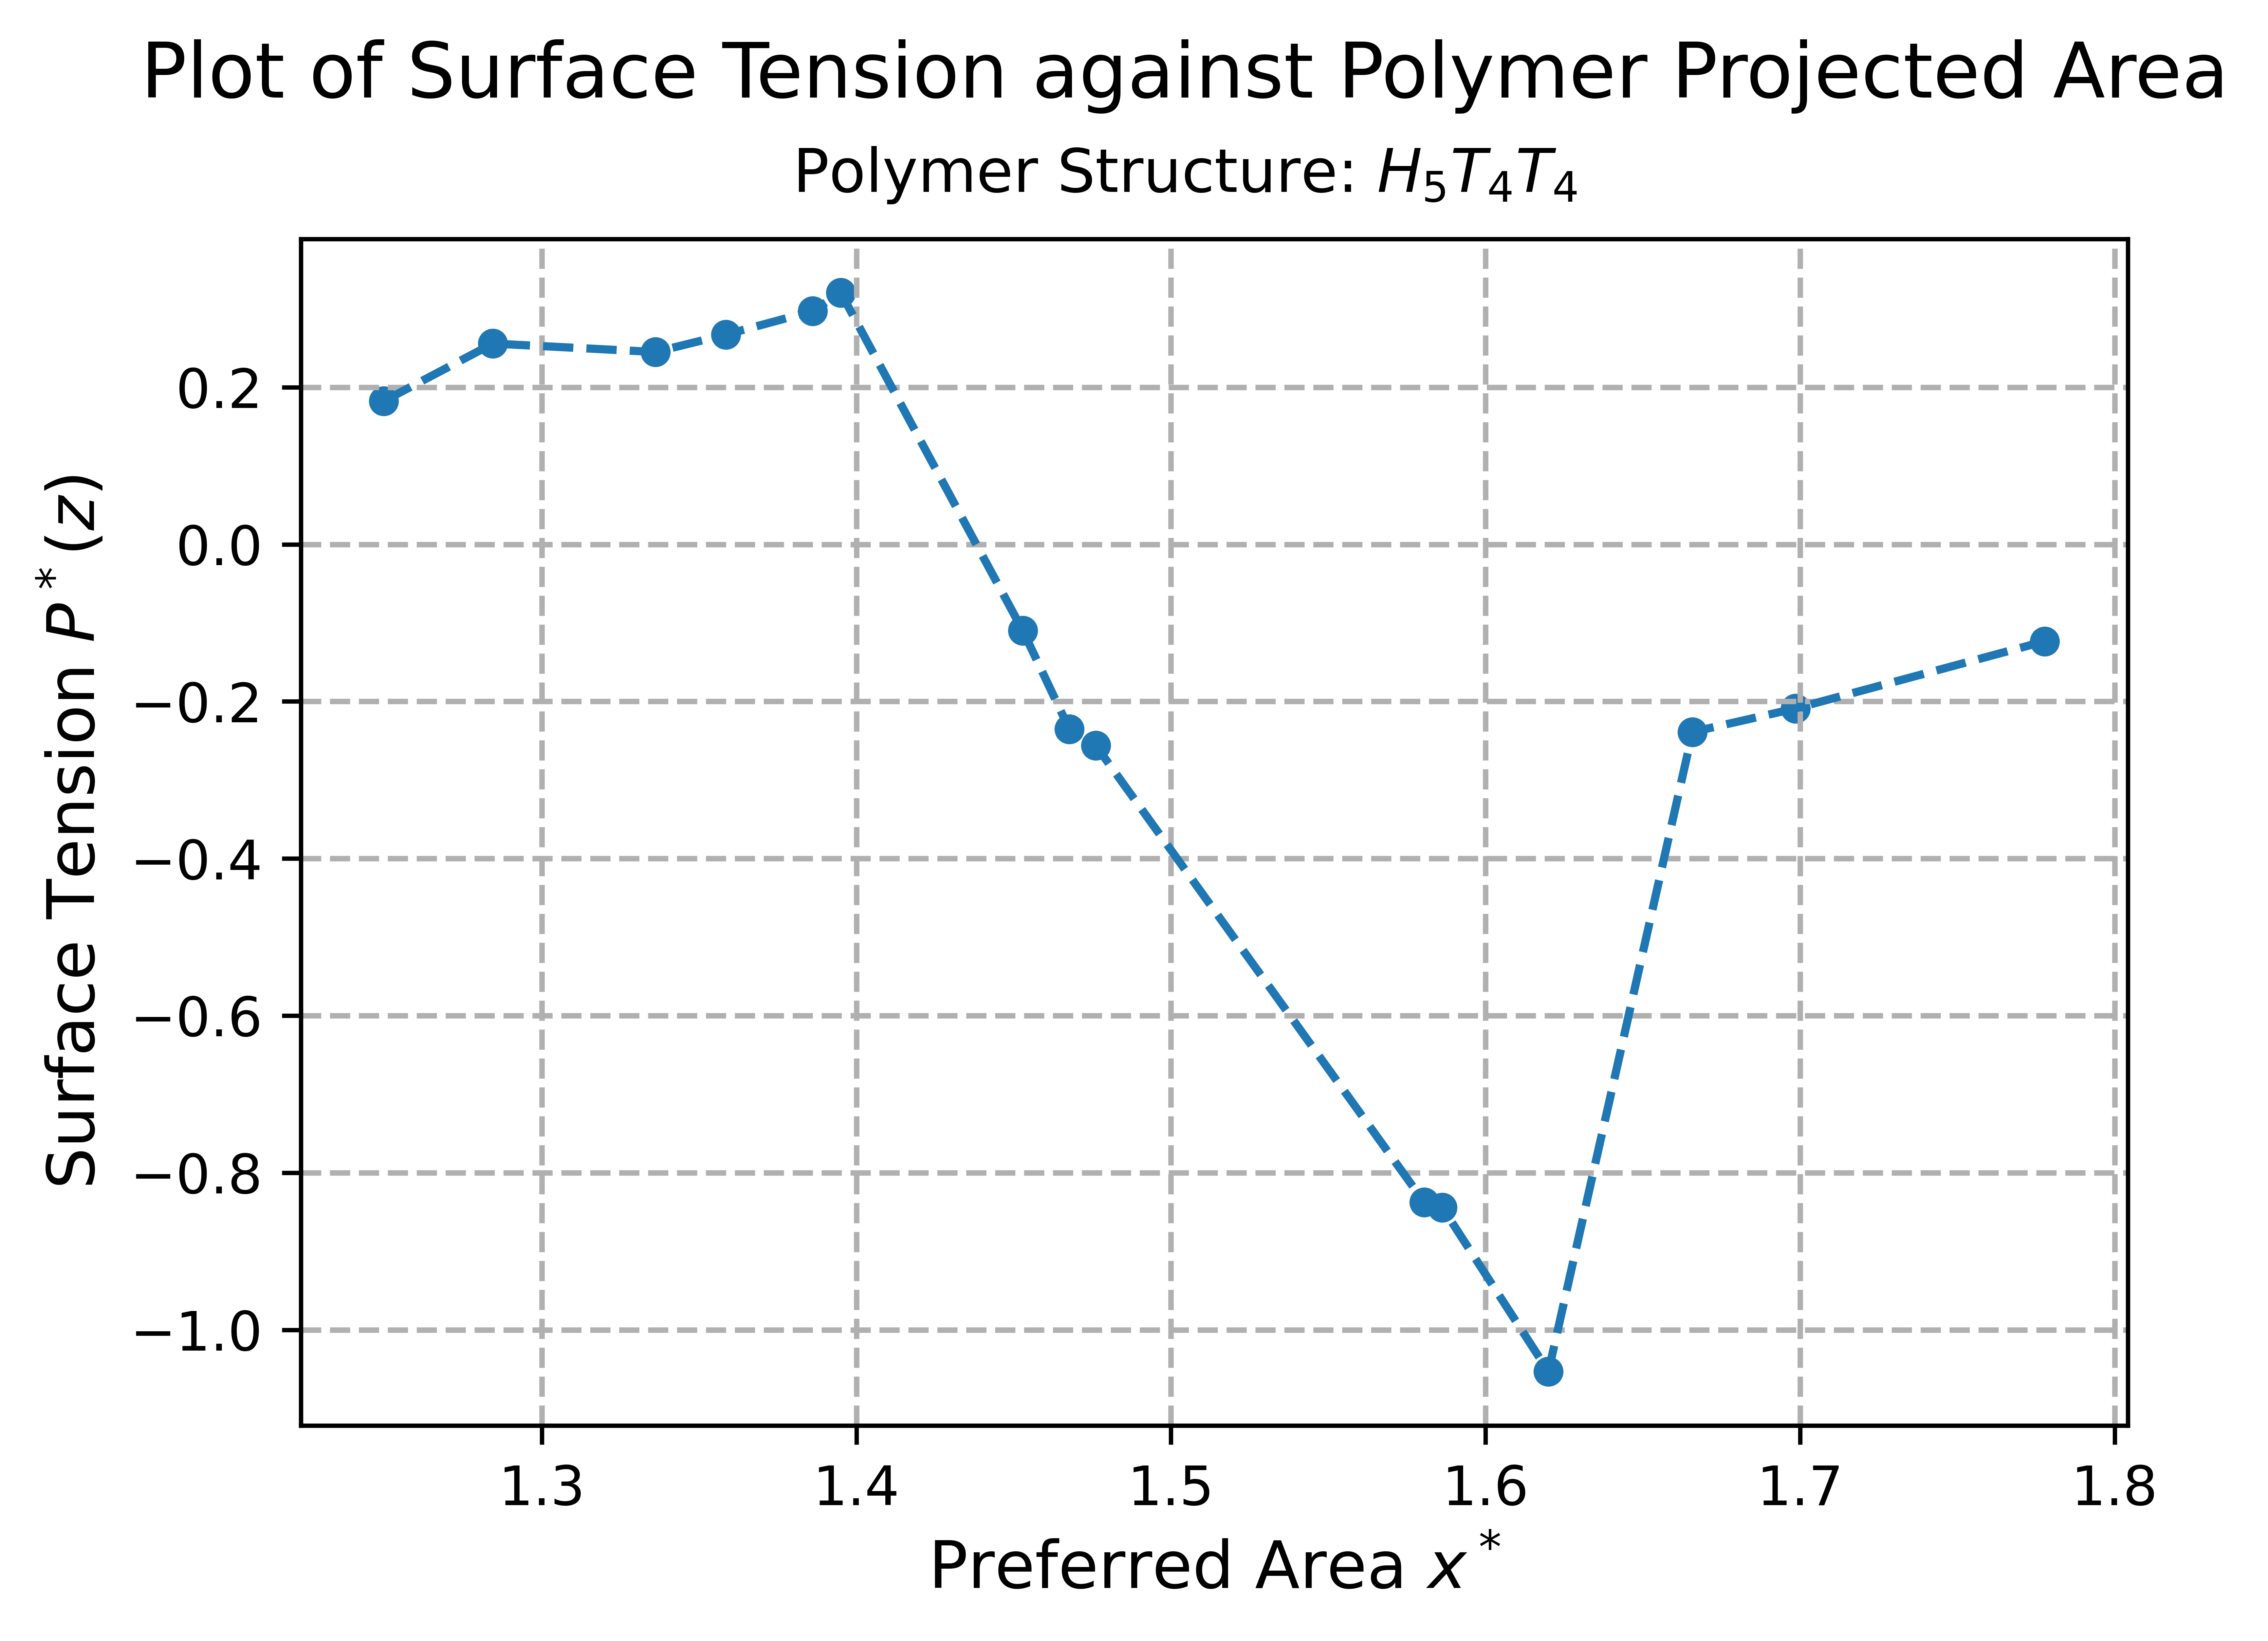 Plot of Surface Tension against Polymer Projected Area
Polymer Structure: H₅T₄T₄
Surface Tension P*(z)
0.2
0.0
−0.2
−0.4
−0.6
−0.8
−1.0
1.3 1.4 1.5 1.6 1.7 1.8
Preferred Area x*